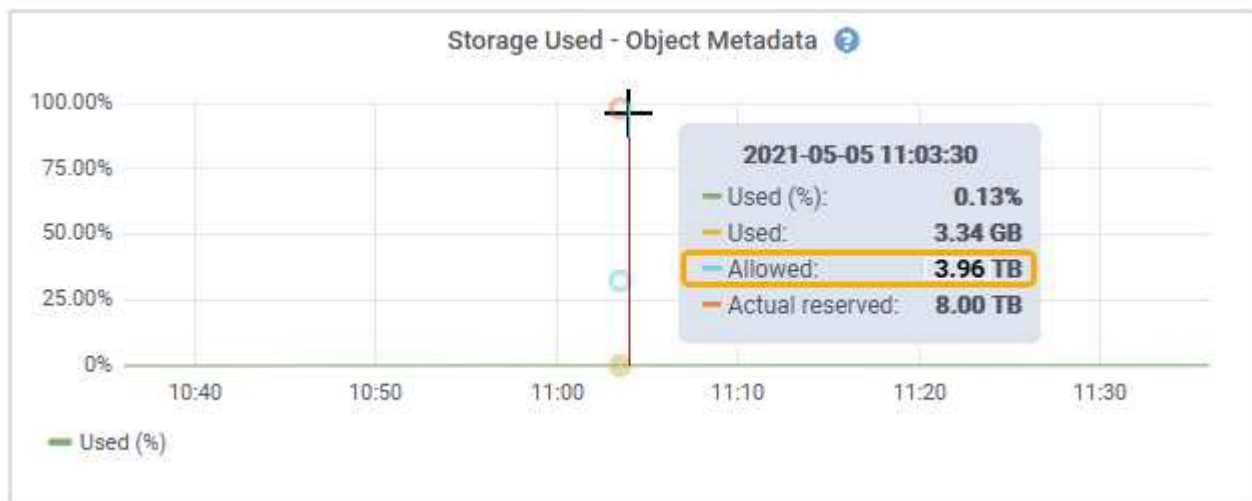 Storage Used - Object Metadata ?
100.00%
75.00%
50.00%
25.00%
0%
2021-05-05 11:03:30
Used (%): 0.13%
Used: 3.34 GB
Allowed: 3.96 TB
Actual reserved: 8.00 TB
10:40 10:50 11:00 11:10 11:20 11:30
Used (%)